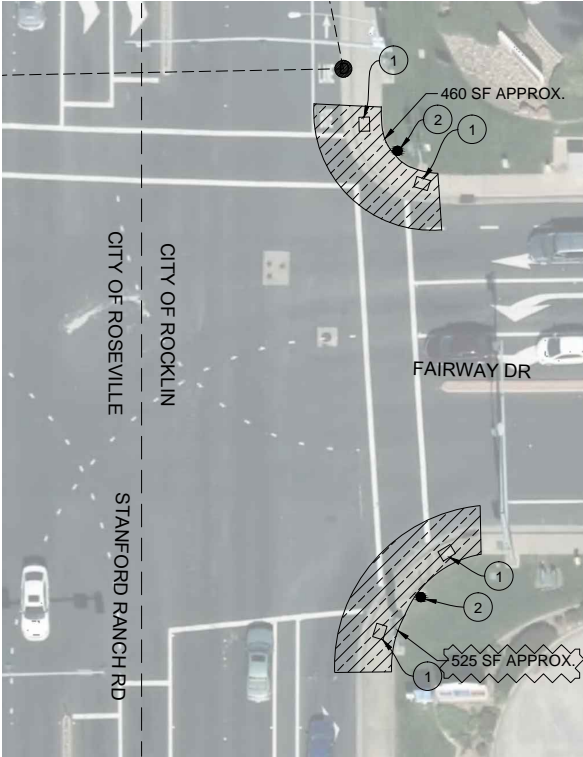 1
460 SF APPROX.
2
1
CITY OF ROSEVILLE
CITY OF ROCKLIN
FAIRWAY DR
STANFORD RANCH RD
1
2
525 SF APPROX.
1